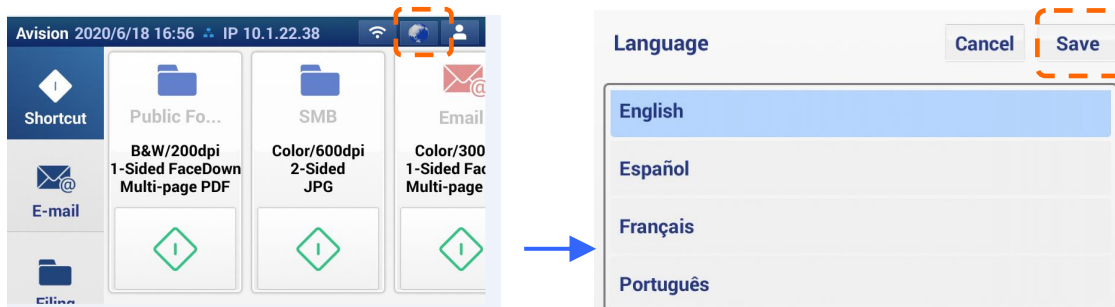 Avision 2020/6/18 16:56 IP 10.1.22.38
Shortcut
E-mail
Filing
Public Fo...
B&W/200dpi
1-Sided FaceDown
Multi-page PDF
SMB
Color/600dpi
2-Sided
JPG
Email
Color/300
1-Sided Fac
Multi-page
Language
Cancel
Save
English
Español
Français
Português